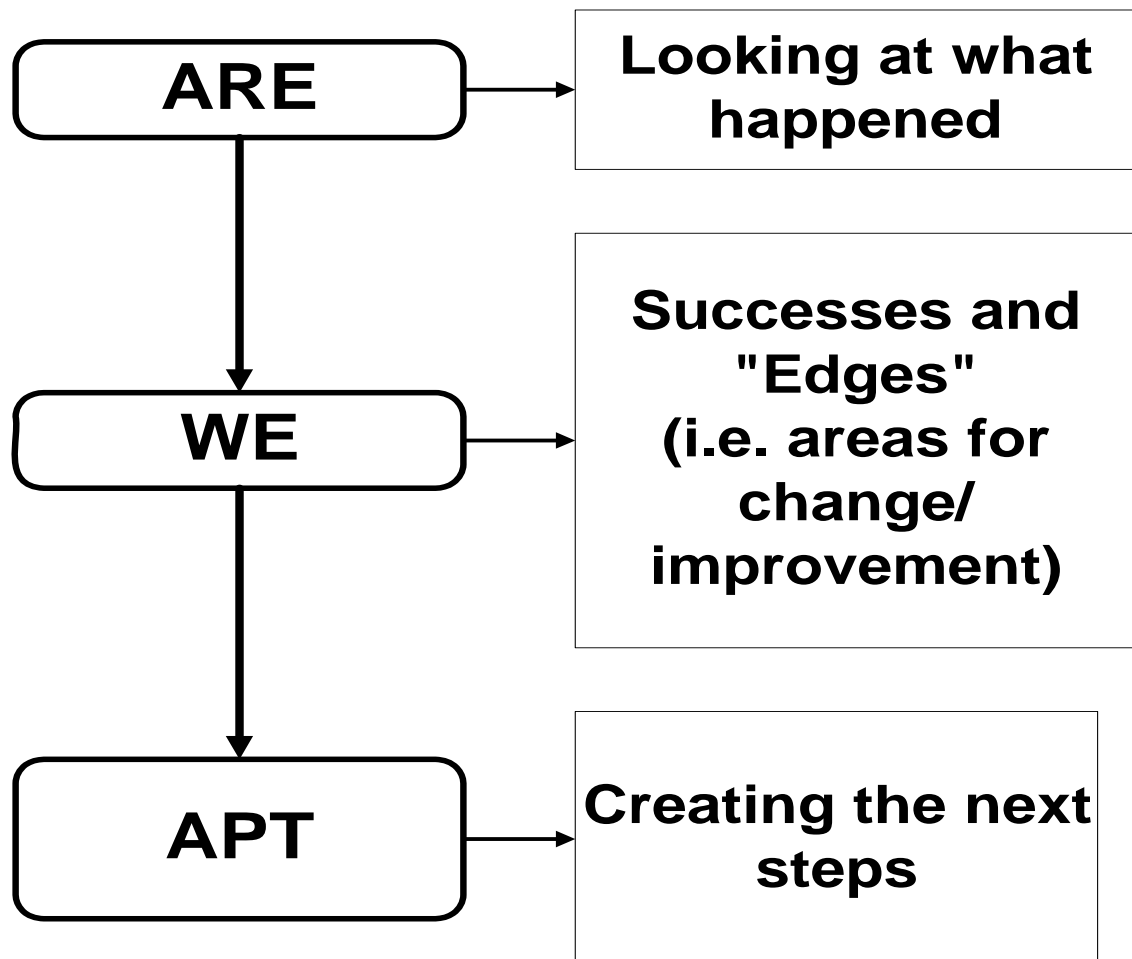 ARE
Looking at what
happened
WE
Successes and
"Edges"
(i.e. areas for
change/
improvement)
APT
Creating the next
steps